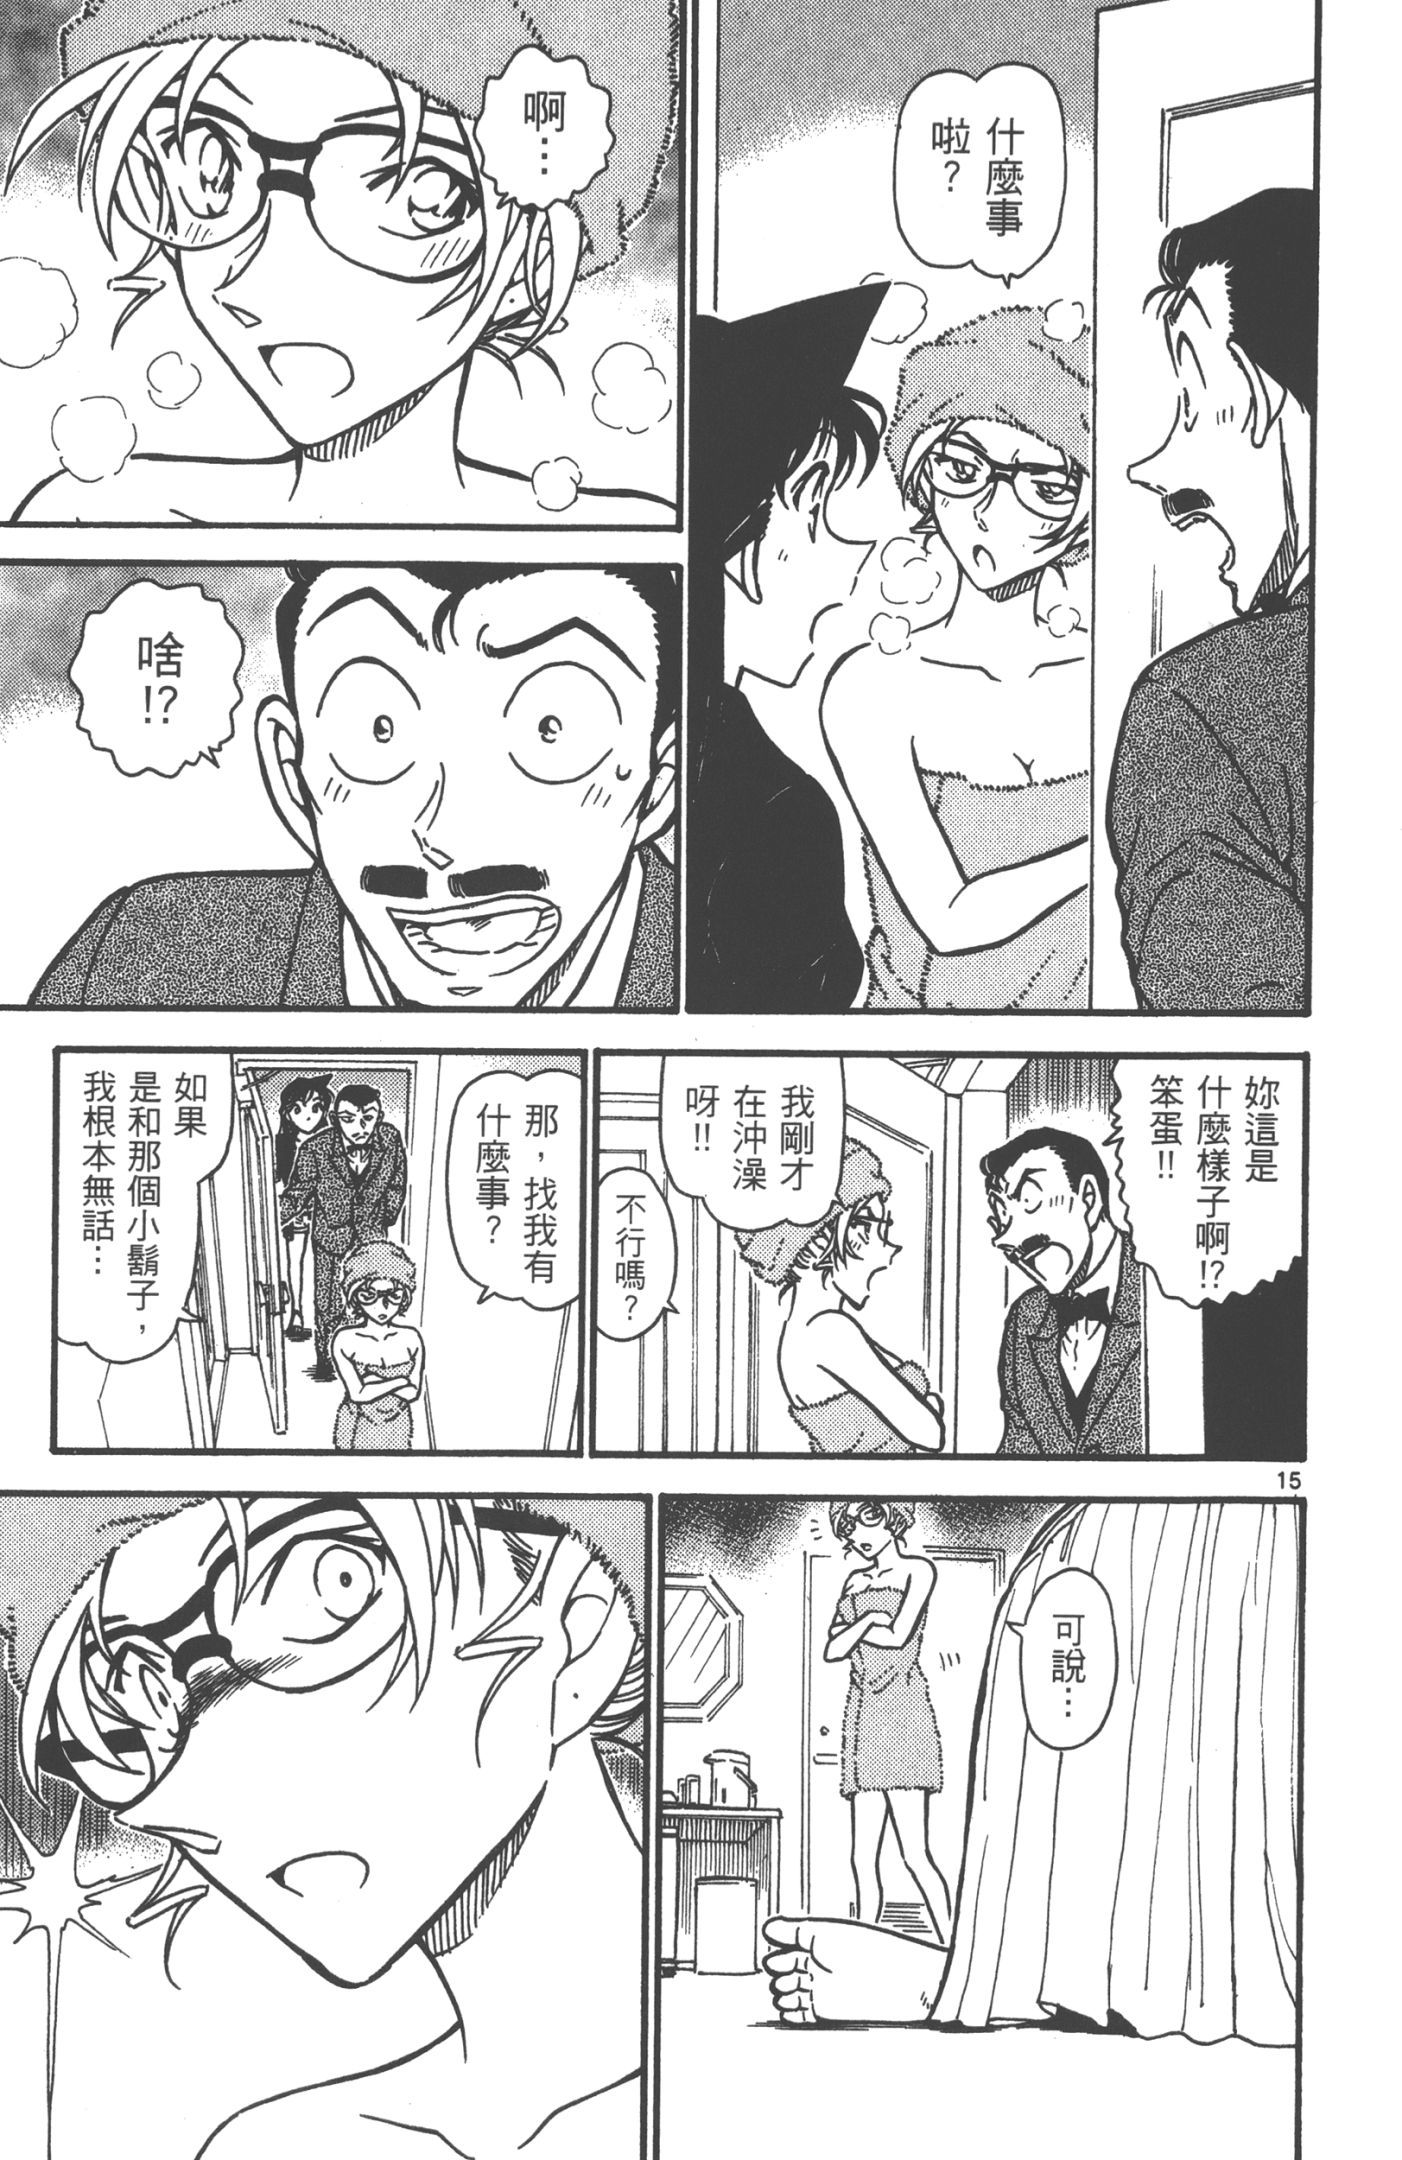 什麼事
啦？
啊…
啥!?
妳這是
什麼樣子啊!?
笨蛋!!
我剛才
在沖澡
呀!!
不行嗎？
那，找我有
什麼事？
如果
是和那個小鬍子，
我根本無話…
15
可說…